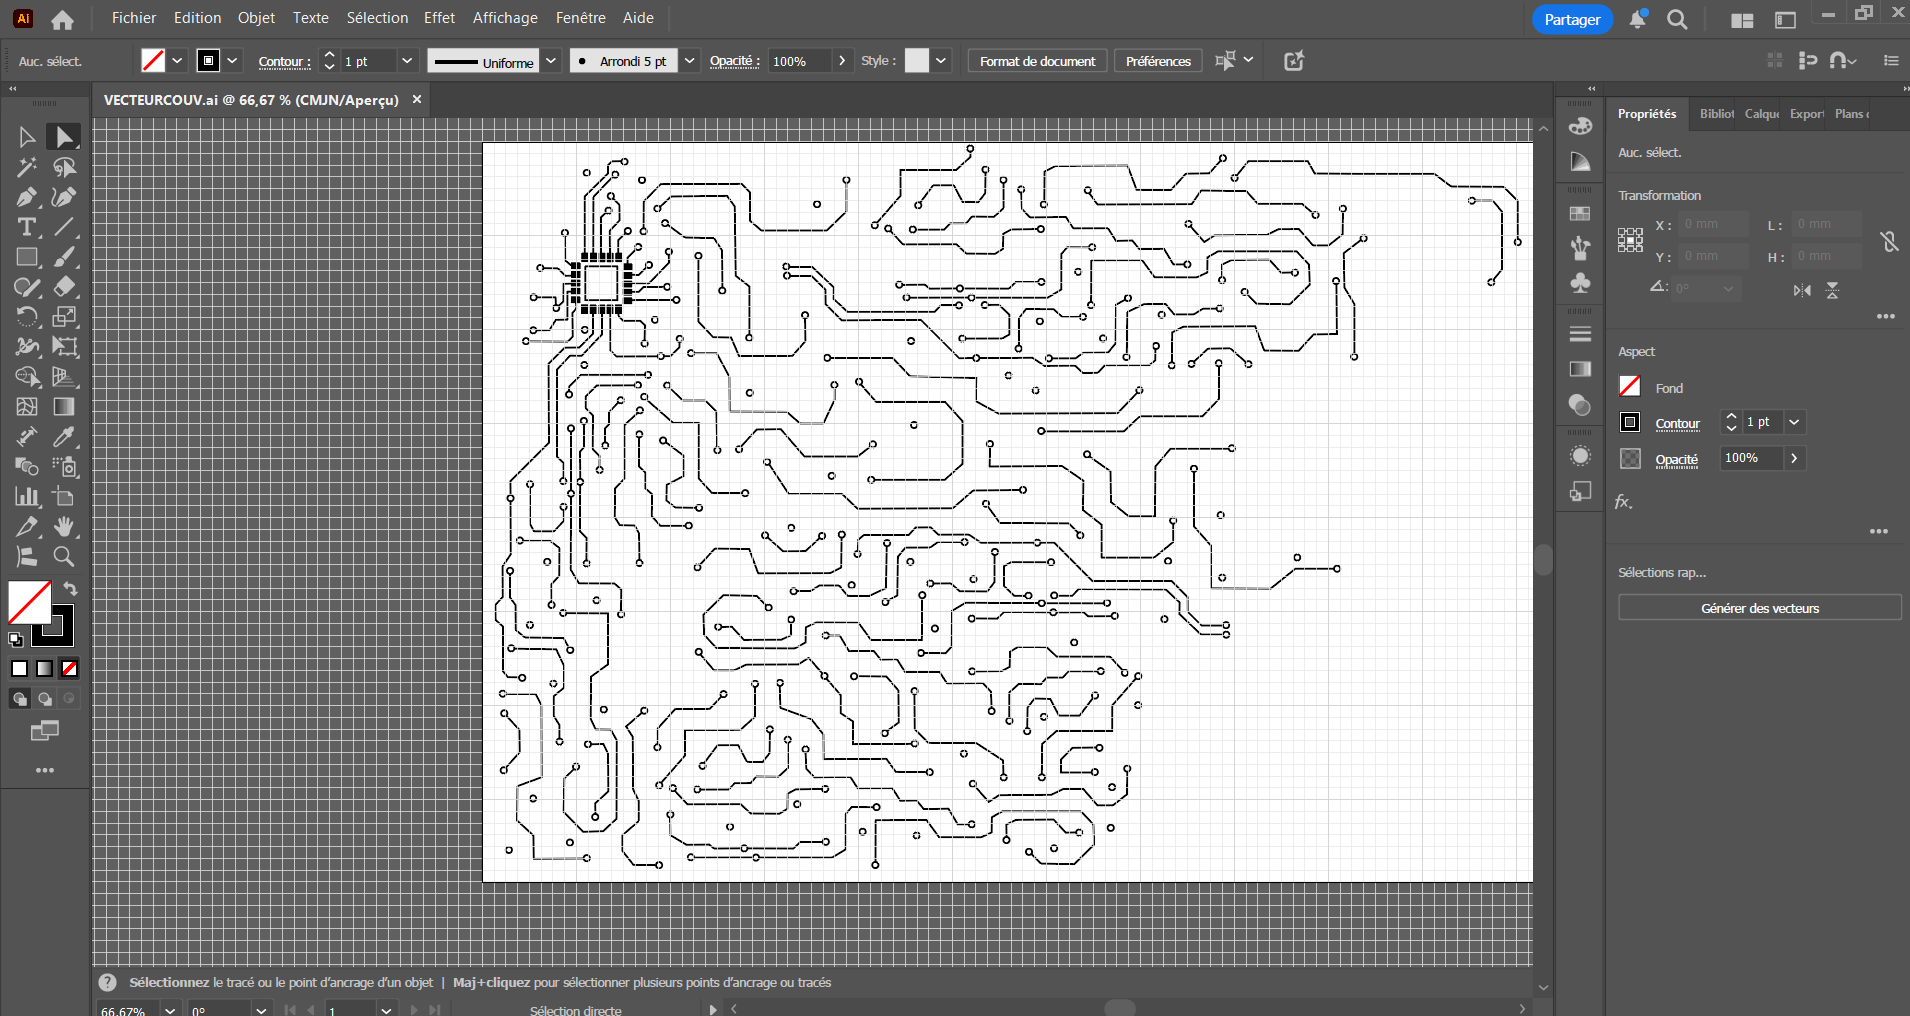 Ai Fichier Edition Objet Texte Sélection Effet Affichage Fenêtre Aide Partager
Auc. sélect. Contour : 1 pt Uniforme Arrondi 5 pt Opacité : 100% Style : Format de document Préférences
VECTEURCOUV.ai @ 66,67 % (CMJN/Aperçu) ×
Propriétés Bibliot Calque Export Plans
Auc. sélect.
Transformation
X : 0 mm L : 0 mm
Y : 0 mm H : 0 mm
0°
Aspect
Fond
Contour 1 pt
Opacité 100%
fx.
Sélections rap...
Générer des vecteurs
? Sélectionnez le tracé ou le point d'ancrage d'un objet | Maj+cliquez pour sélectionner plusieurs points d'ancrage ou tracés
66,67% 0° 1 Sélection directe